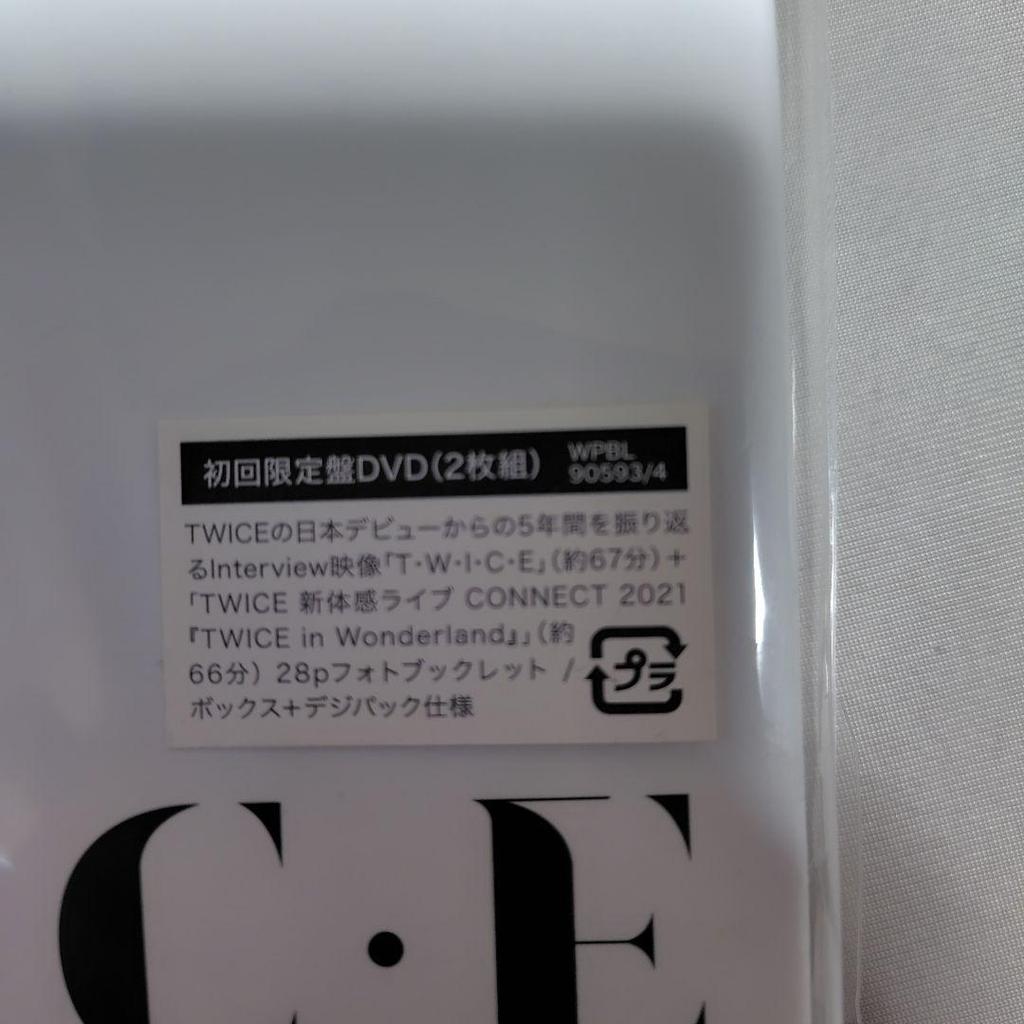 初回限定盤DVD(2枚組) WPBL 90593/4
TWICEの日本デビューからの5年間を振り返
るInterview映像「T・W・I・C・E」(約67分)+
「TWICE 新体感ライブ CONNECT 2021
『TWICE in Wonderland』」(約
66分) 28pフォトブックレット /
ボックス+デジパック仕様
プラ
C・E